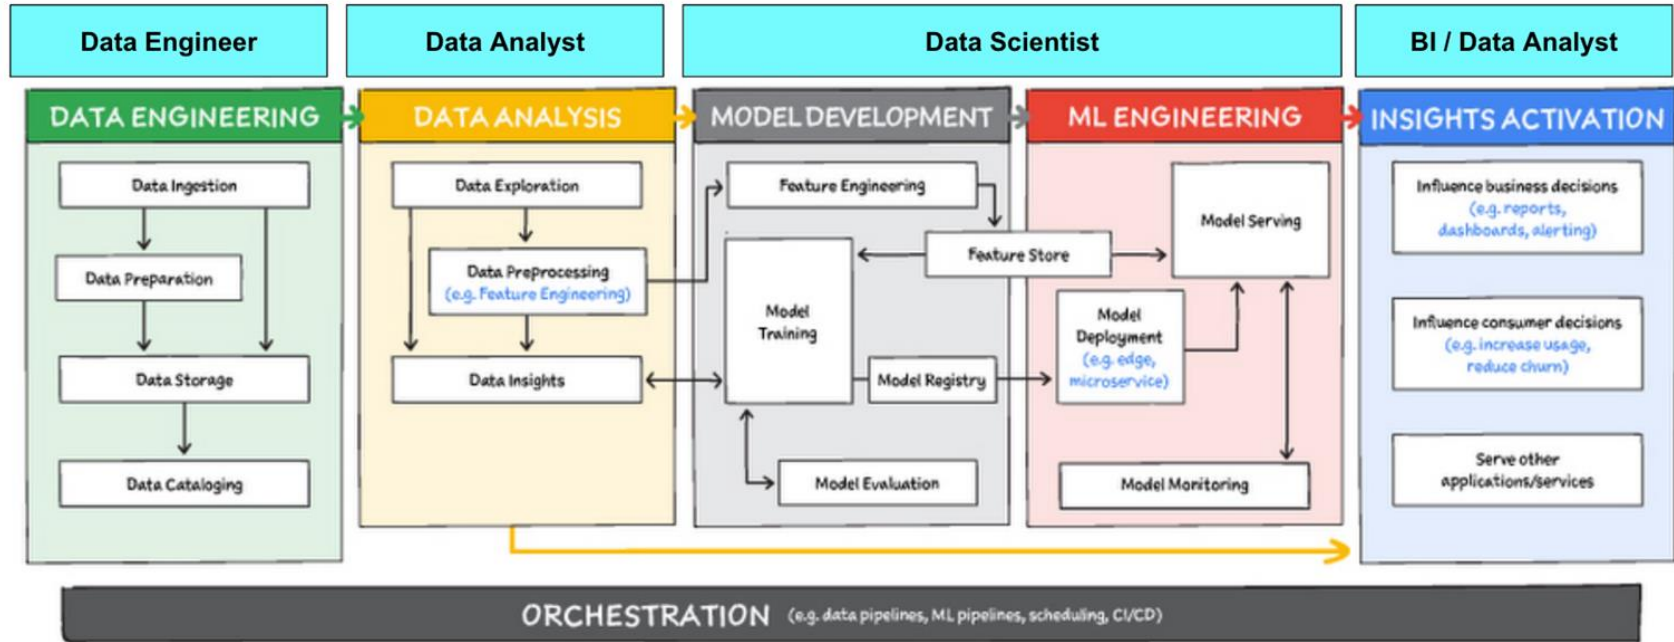 Data Engineer
Data Analyst
Data Scientist
BI / Data Analyst
DATA ENGINEERING
DATA ANALYSIS
MODEL DEVELOPMENT
ML ENGINEERING
INSIGHTS ACTIVATION
Data Ingestion
Data Preparation
Data Storage
Data Cataloging
Data Exploration
Data Preprocessing
(e.g. Feature Engineering)
Data Insights
Feature Engineering
Feature Store
Model
Training
Model Registry
Model Evaluation
Model Serving
Model
Deployment
(e.g. edge,
microservice)
Model Monitoring
Influence business decisions
(e.g. reports,
dashboards, alerting)
Influence consumer decisions
(e.g. increase usage,
reduce churn)
Serve other
applications/services
ORCHESTRATION (e.g. data pipelines, ML pipelines, scheduling, CI/CD)